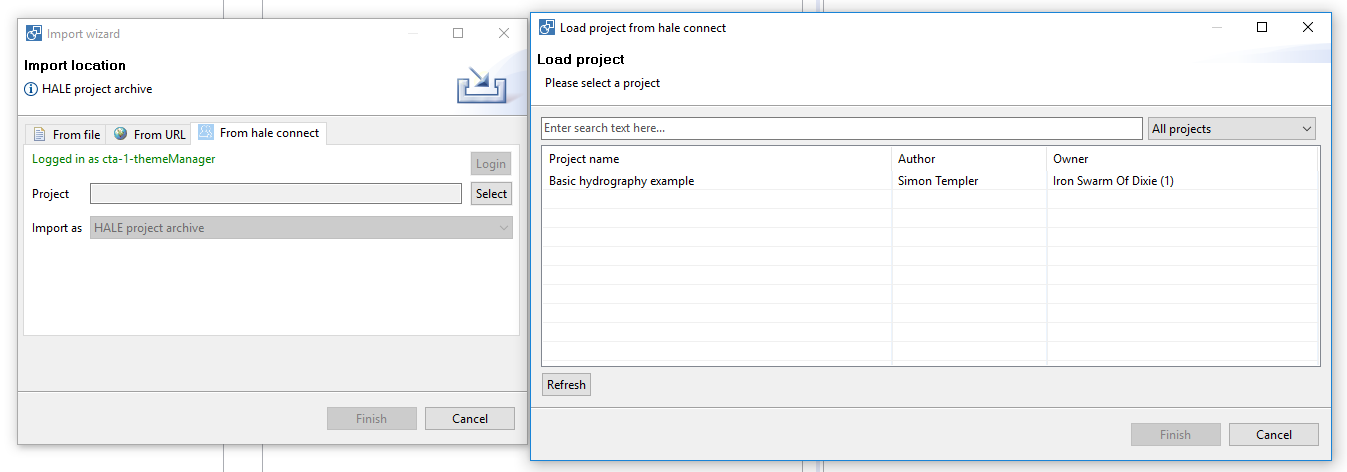 Import wizard
Import location
HALE project archive
From file From URL From hale connect
Logged in as cta-1-themeManager Login
Project Select
Import as HALE project archive
Finish Cancel
Load project from hale connect
Load project
Please select a project
Enter search text here... All projects
Project name Author Owner
Basic hydrography example Simon Templer Iron Swarm Of Dixie (1)
Refresh
Finish Cancel